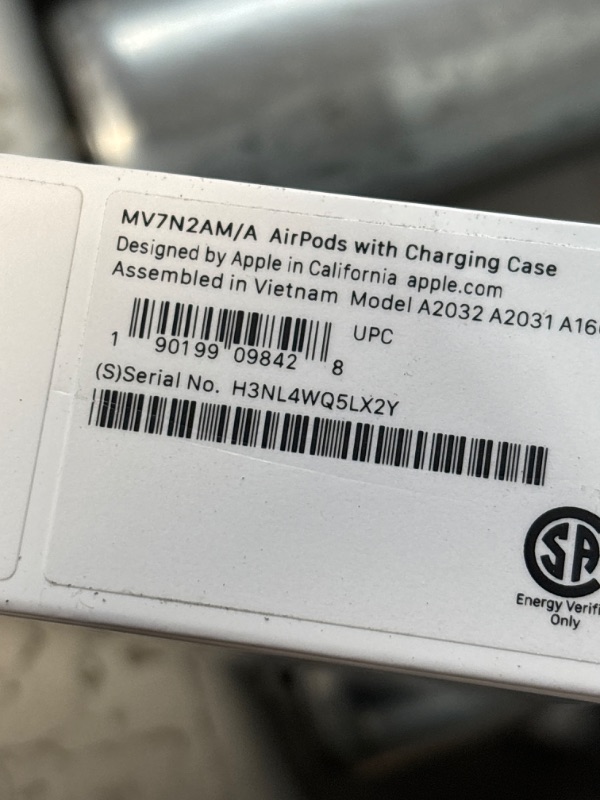 MV7N2AM/A AirPods with Charging Case
Designed by Apple in California apple.com
Assembled in Vietnam Model A2032 A2031
UPC
1 90199 09842 8
(S)Serial No. H3NL4WQ5LX2Y
SA
Energy
Only